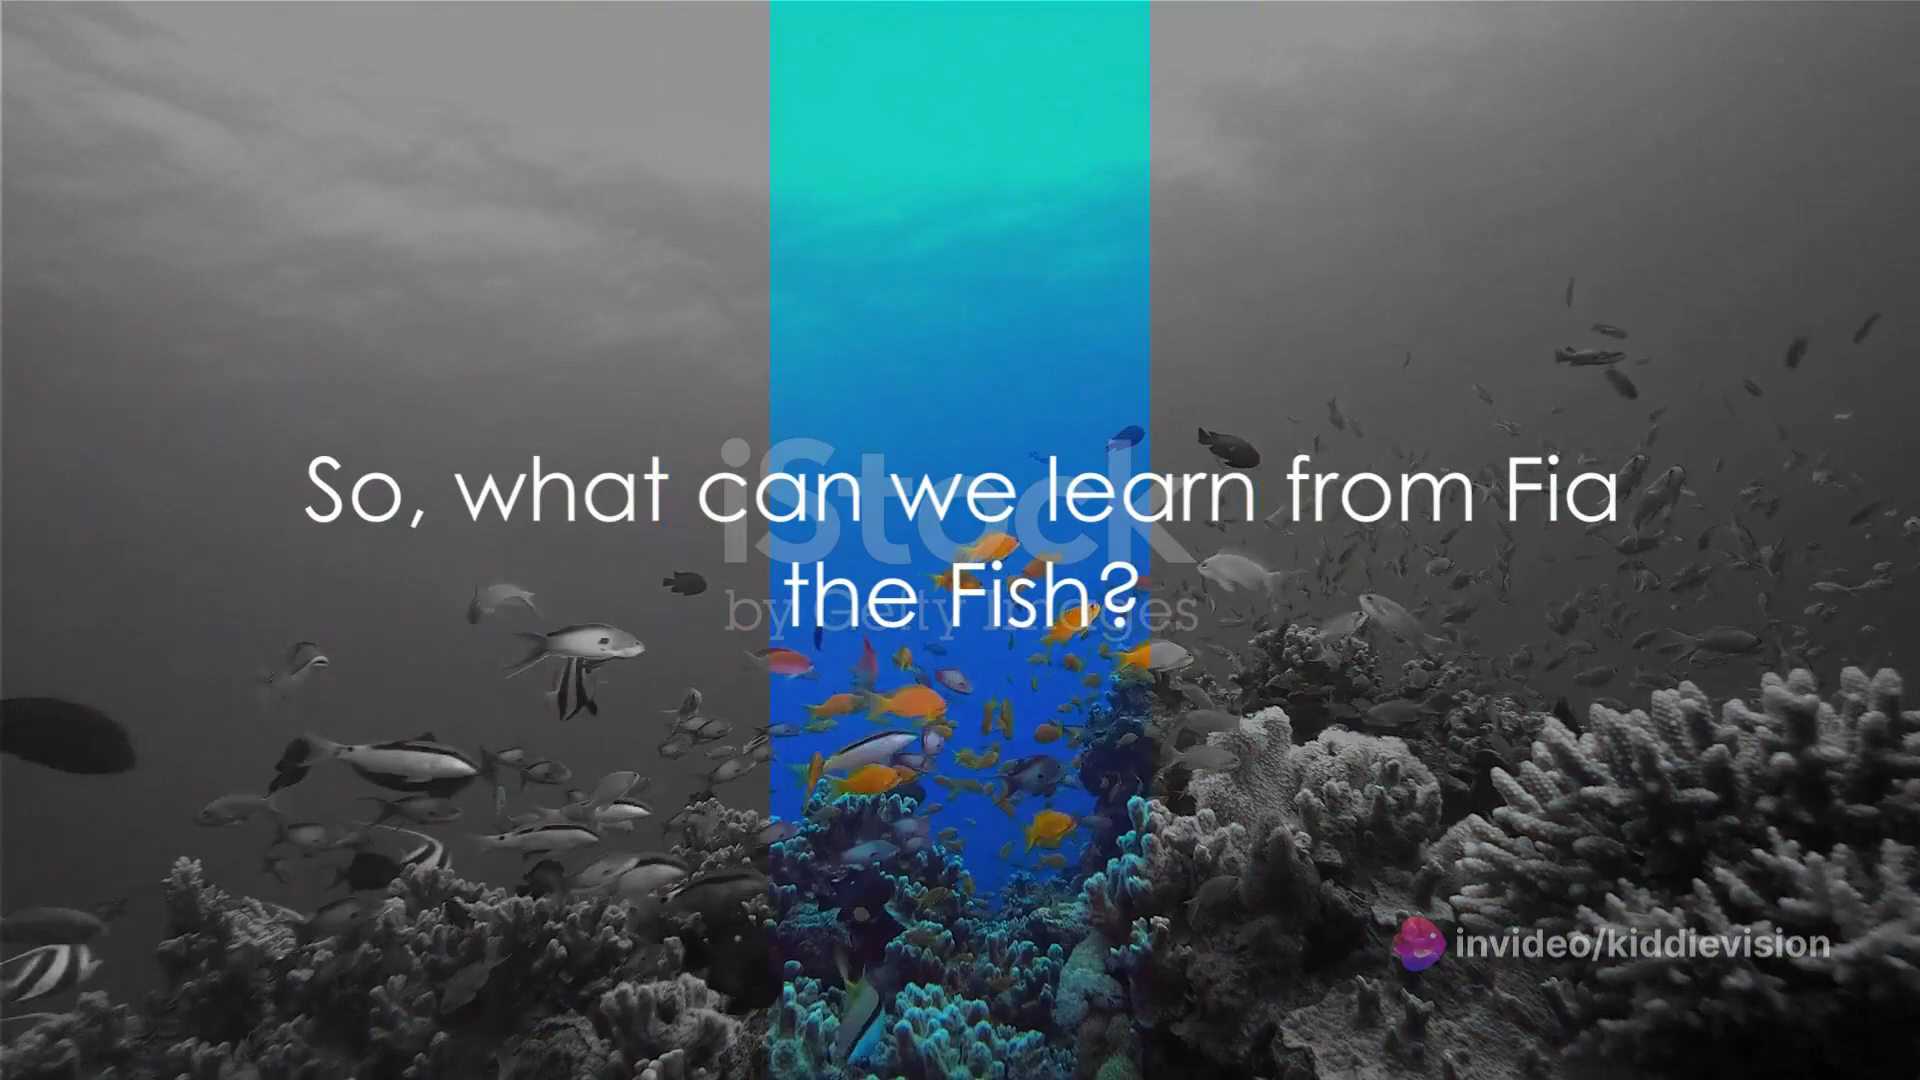 So, what can we learn from Fia
the Fish?
iStock
by Getty Images
invideo/kiddievision